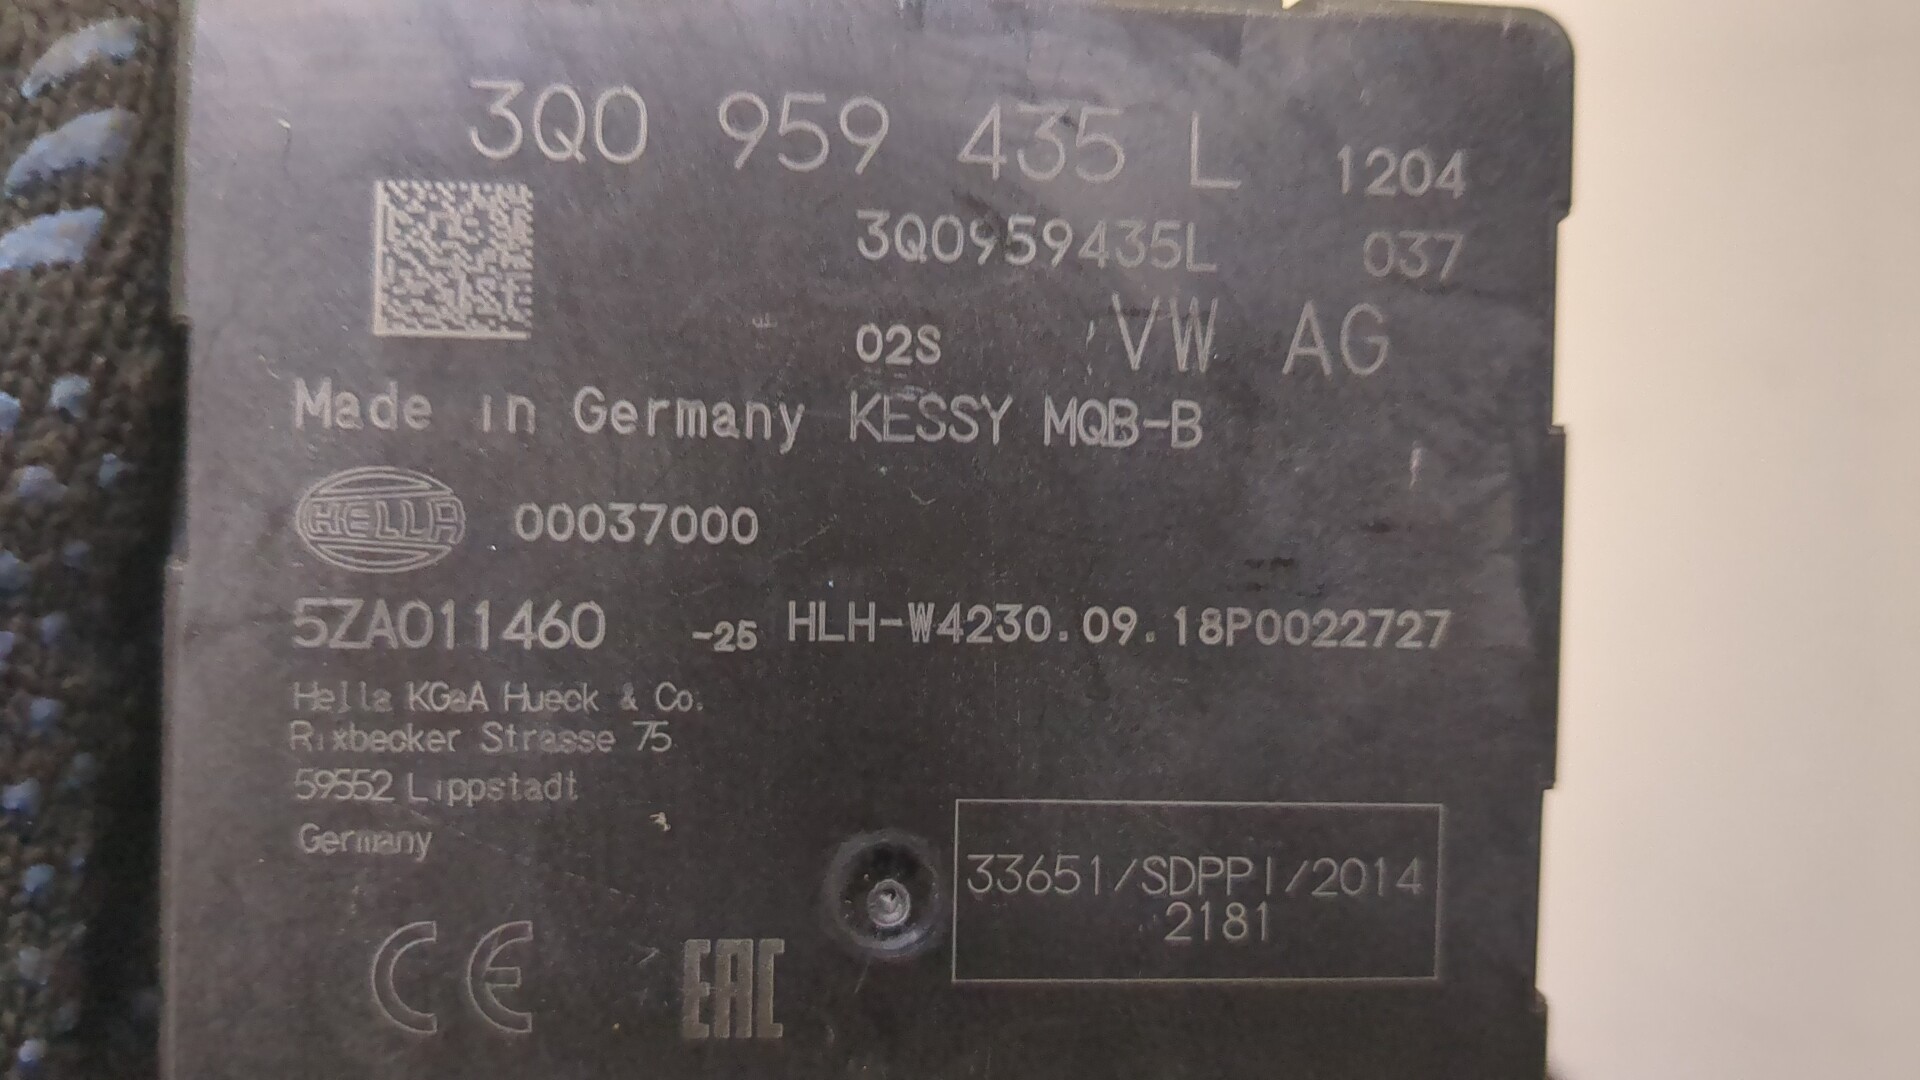 3Q0 959 435 L 1204
3Q0959435L 037
02S VW AG
Made in Germany KESSY MQB-B
HELLA 00037000
5ZA011460 -25 HLH-W4230.09.18P0022727
Hella KGaA Hueck & Co.
Rixbecker Strasse 75
59552 Lippstadt
Germany
33651/SDPPI/2014
2181
CE EAC